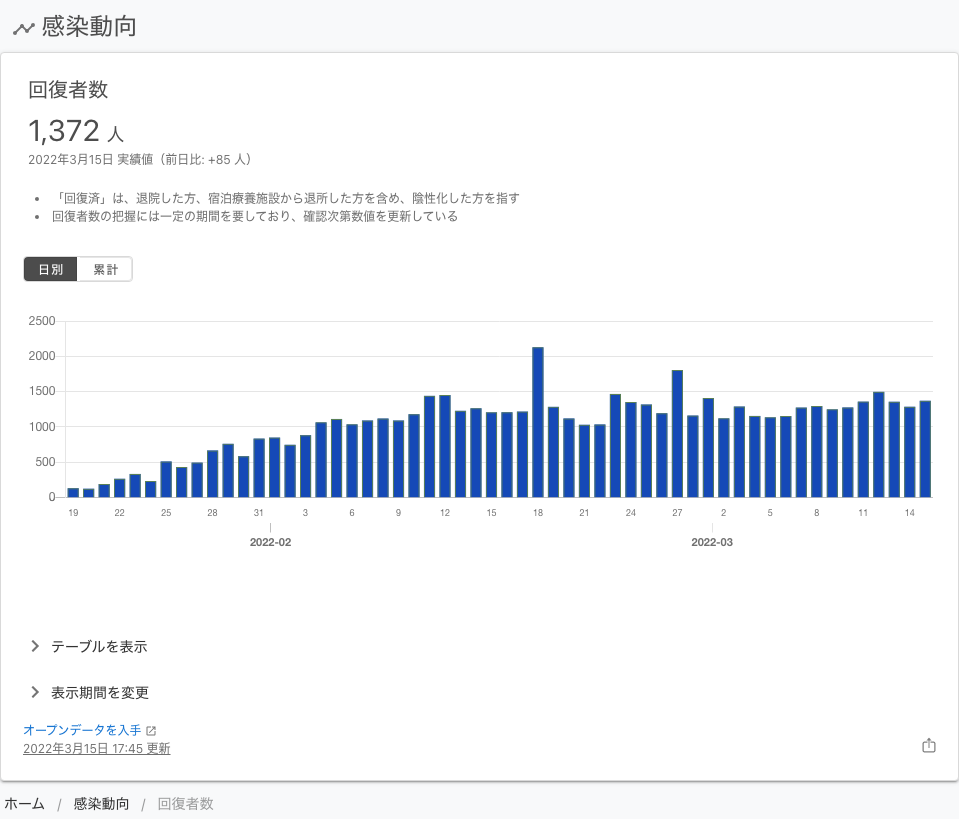 感染動向
回復者数
1,372 人
2022年3月15日 実績値（前日比: +85 人）
• 「回復済」は、退院した方、宿泊療養施設から退所した方を含め、陰性化した方を指す
• 回復者数の把握には一定の期間を要しており、確認次第数値を更新している
日別 累計
2500
2000
1500
1000
500
0
19 22 25 28 31 3 6 9 12 15 18 21 24 27 2 5 8 11 14
2022-02 2022-03
テーブルを表示
表示期間を変更
オープンデータを入手
2022年3月15日 17:45 更新
ホーム / 感染動向 / 回復者数